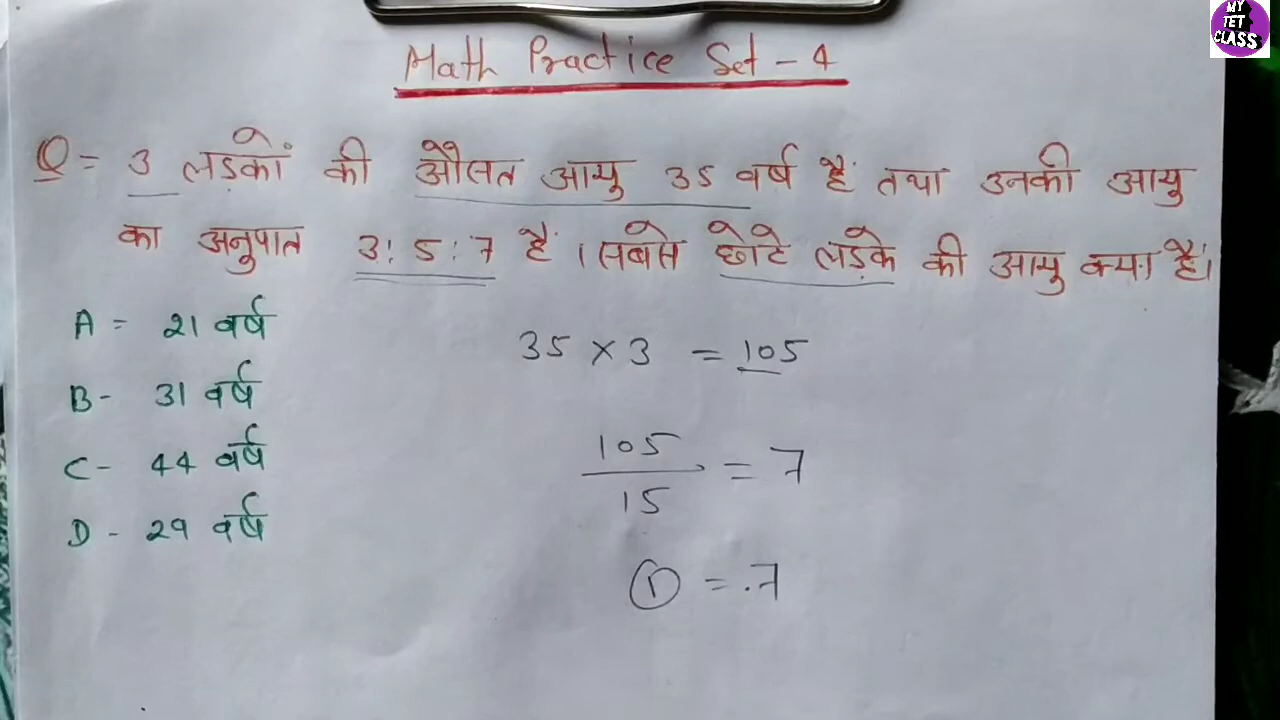 MY
TET
CLASS
Math Practice Set - 4
Q = 3 लड़कों की औसत आयु 35 वर्ष हैं तथा उनकी आयु
का अनुपात 3 : 5 : 7 हैं । सबसे छोटे लड़के की आयु क्या हैं।
A = 21 वर्ष
B - 31 वर्ष
C - 44 वर्ष
D - 29 वर्ष
35 × 3 = 105
105
15
= 7
1 = .7